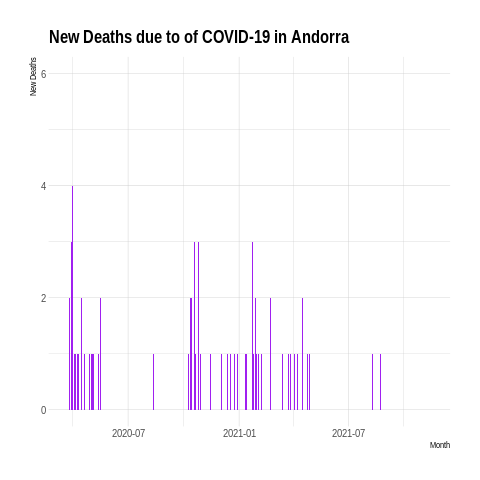 New Deaths due to of COVID-19 in Andorra
New Deaths
6
4
2
0
2020-07
2021-01
2021-07
Month